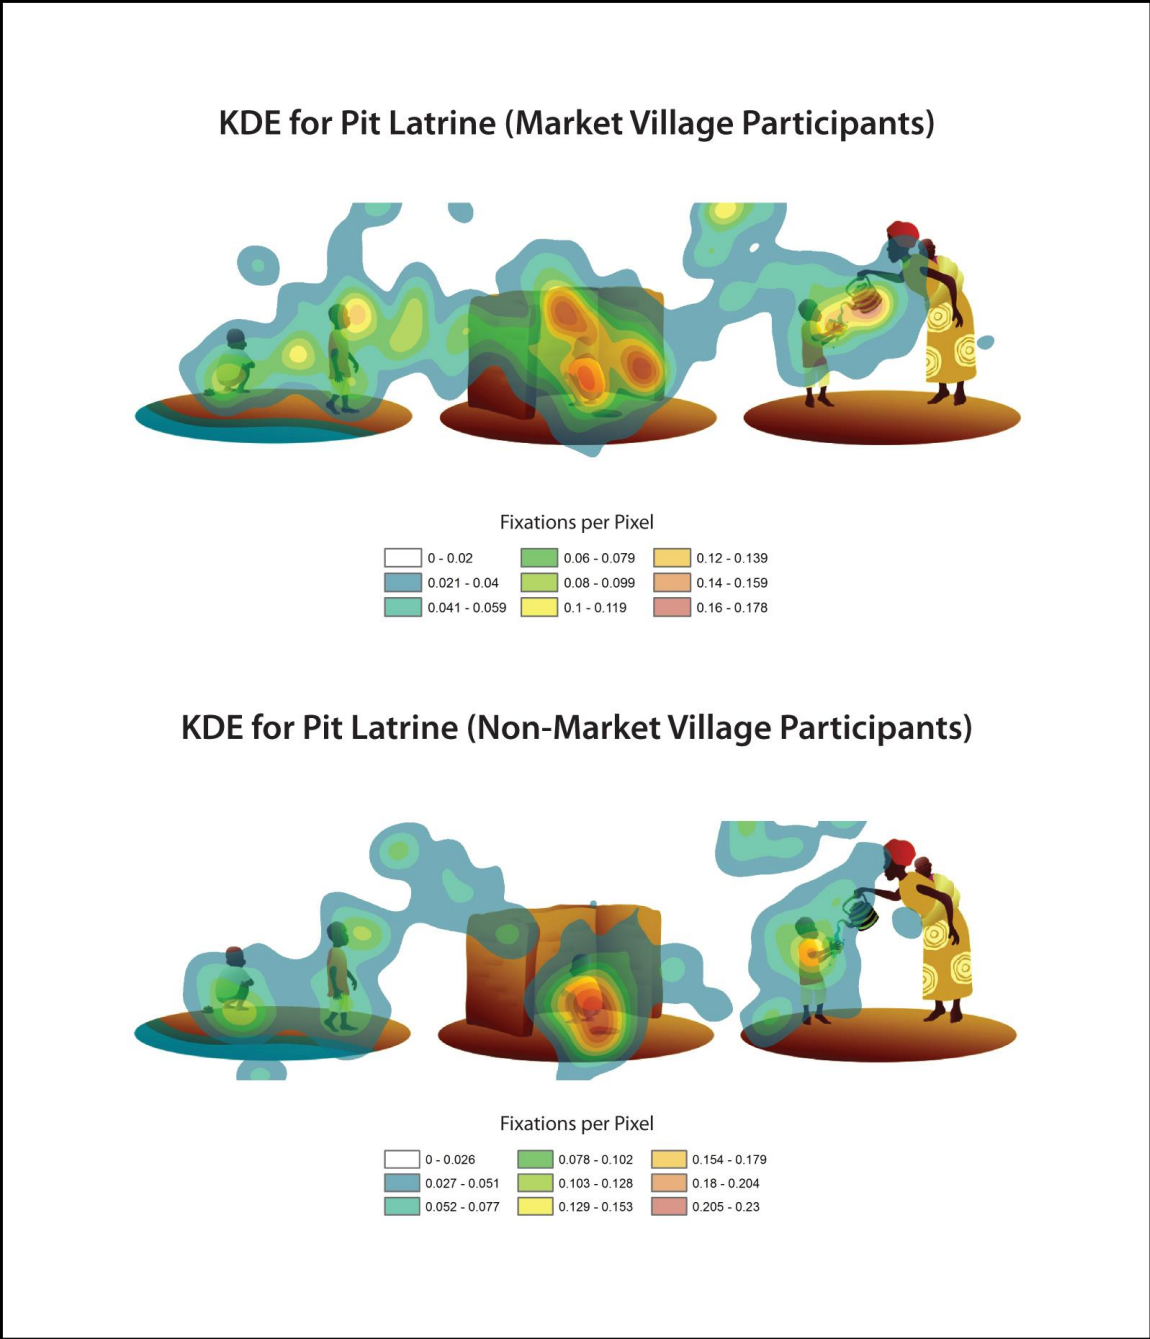 KDE for Pit Latrine (Market Village Participants)
Fixations per Pixel
0 - 0.02
0.06 - 0.079
0.12 - 0.139
0.021 - 0.04
0.08 - 0.099
0.14 - 0.159
0.041 - 0.059
0.1 - 0.119
0.16 - 0.178
KDE for Pit Latrine (Non-Market Village Participants)
Fixations per Pixel
0 - 0.026
0.078 - 0.102
0.154 - 0.179
0.027 - 0.051
0.103 - 0.128
0.18 - 0.204
0.052 - 0.077
0.129 - 0.153
0.205 - 0.23